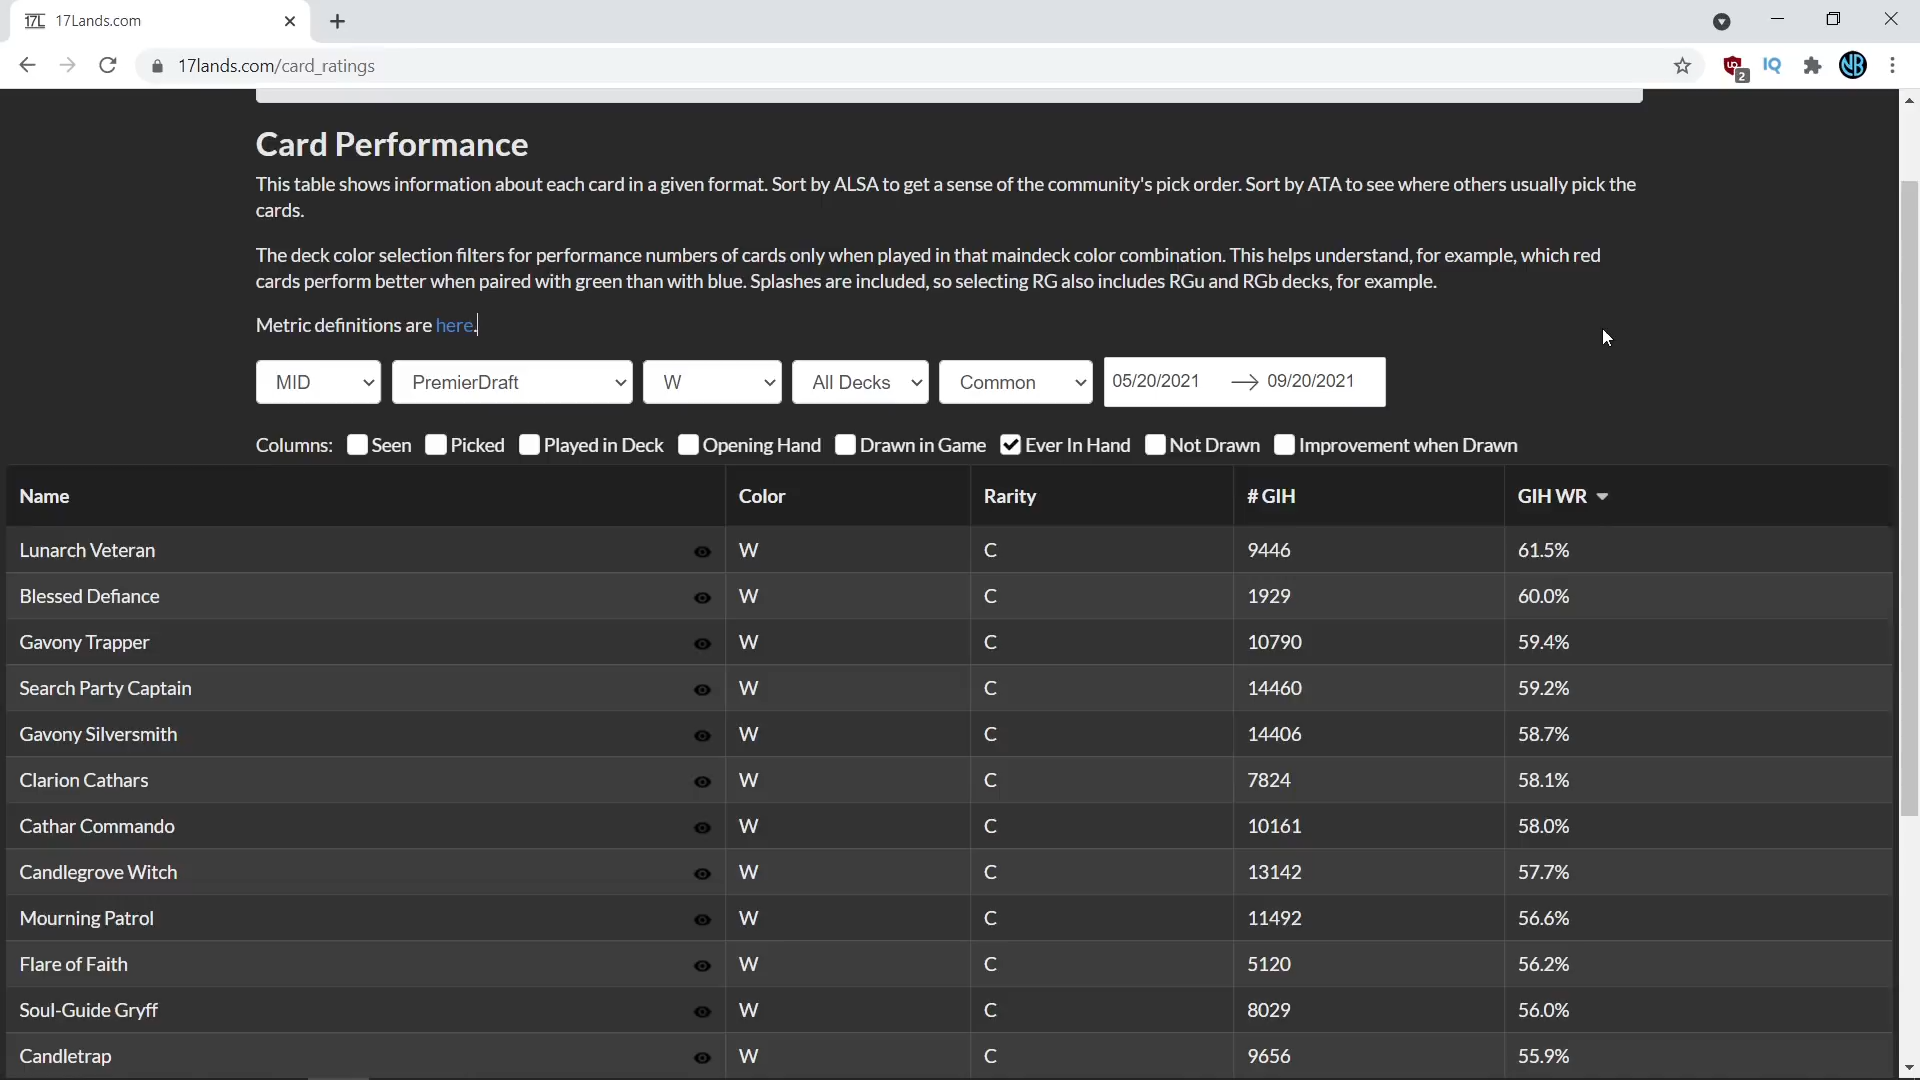 17Lands.com
17lands.com/card_ratings
2
Card Performance
This table shows information about each card in a given format. Sort by ALSA to get a sense of the community's pick order. Sort by ATA to see where others usually pick the
cards.
The deck color selection filters for performance numbers of cards only when played in that maindeck color combination. This helps understand, for example, which red
cards perform better when paired with green than with blue. Splashes are included, so selecting RG also includes RGu and RGb decks, for example.
Metric definitions are here.
MID PremierDraft W All Decks Common 05/20/2021 → 09/20/2021
Columns: Seen Picked Played in Deck Opening Hand Drawn in Game Ever In Hand Not Drawn Improvement when Drawn
Name Color Rarity # GIH GIH WR
Lunarch Veteran W C 9446 61.5%
Blessed Defiance W C 1929 60.0%
Gavony Trapper W C 10790 59.4%
Search Party Captain W C 14460 59.2%
Gavony Silversmith W C 14406 58.7%
Clarion Cathars W C 7824 58.1%
Cathar Commando W C 10161 58.0%
Candlegrove Witch W C 13142 57.7%
Mourning Patrol W C 11492 56.6%
Flare of Faith W C 5120 56.2%
Soul-Guide Gryff W C 8029 56.0%
Candletrap W C 9656 55.9%